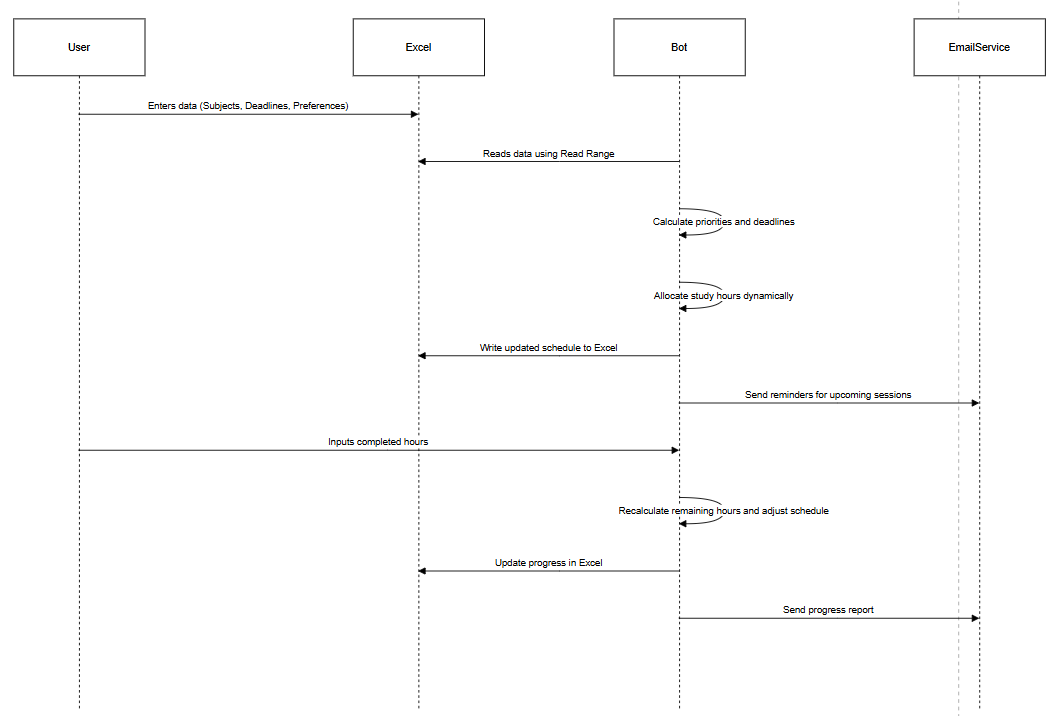 User
Excel
Bot
EmailService
Enters data (Subjects, Deadlines, Preferences)
Reads data using Read Range
Calculate priorities and deadlines
Allocate study hours dynamically
Write updated schedule to Excel
Send reminders for upcoming sessions
Inputs completed hours
Recalculate remaining hours and adjust schedule
Update progress in Excel
Send progress report